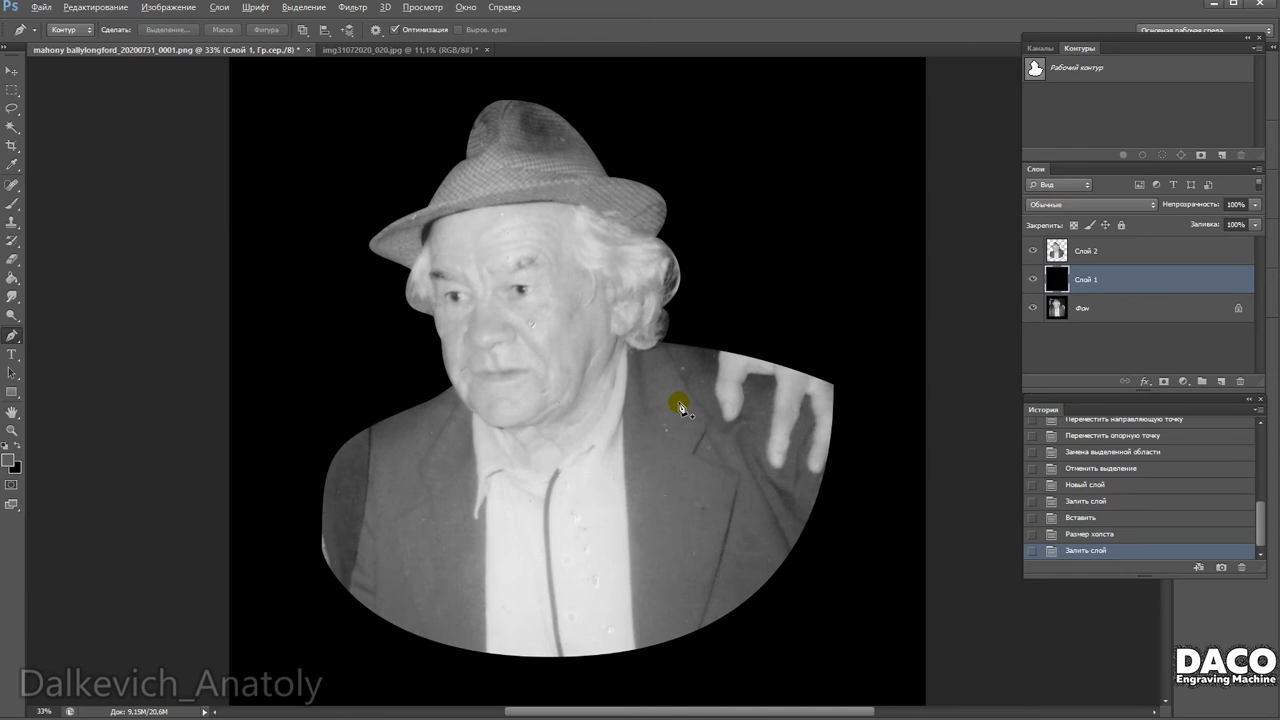 Ps Файл Редактирование Изображение Слои Шрифт Выделение Фильтр 3D Просмотр Окно Справка
Контур Сделать: Выделение... Маска Фигура Оптимизация Выров. края Основная рабочая среда
mahony ballylongford_20200731_0001.png @ 33% (Слой 1, Гр.сер./8) * × img31072020_020.jpg @ 11,1% (RGB/8#) * ×
Каналы Контуры
Рабочий контур
Слои
Вид
Обычные Непрозрачность: 100%
Закрепить: Заливка: 100%
Слой 2
Слой 1
Фон
История
Переместить направляющую точку
Переместить опорную точку
Замена выделенной области
Отменить выделение
Новый слой
Залить слой
Вставить
Размер холста
Залить слой
DACO
Engraving Machine
Dalkevich_Anatoly
33% Док: 9,15M/20,6M